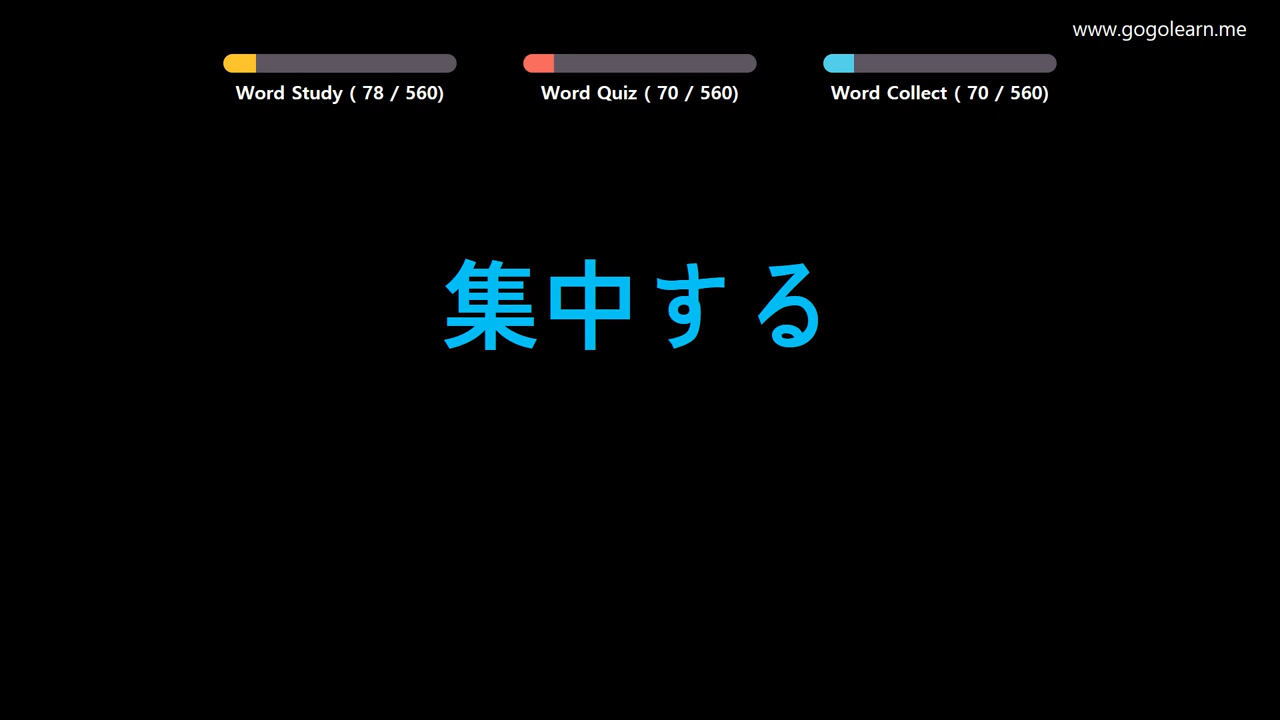 www.gogolearn.me
Word Study ( 78 / 560)
Word Quiz ( 70 / 560)
Word Collect ( 70 / 560)
集中する